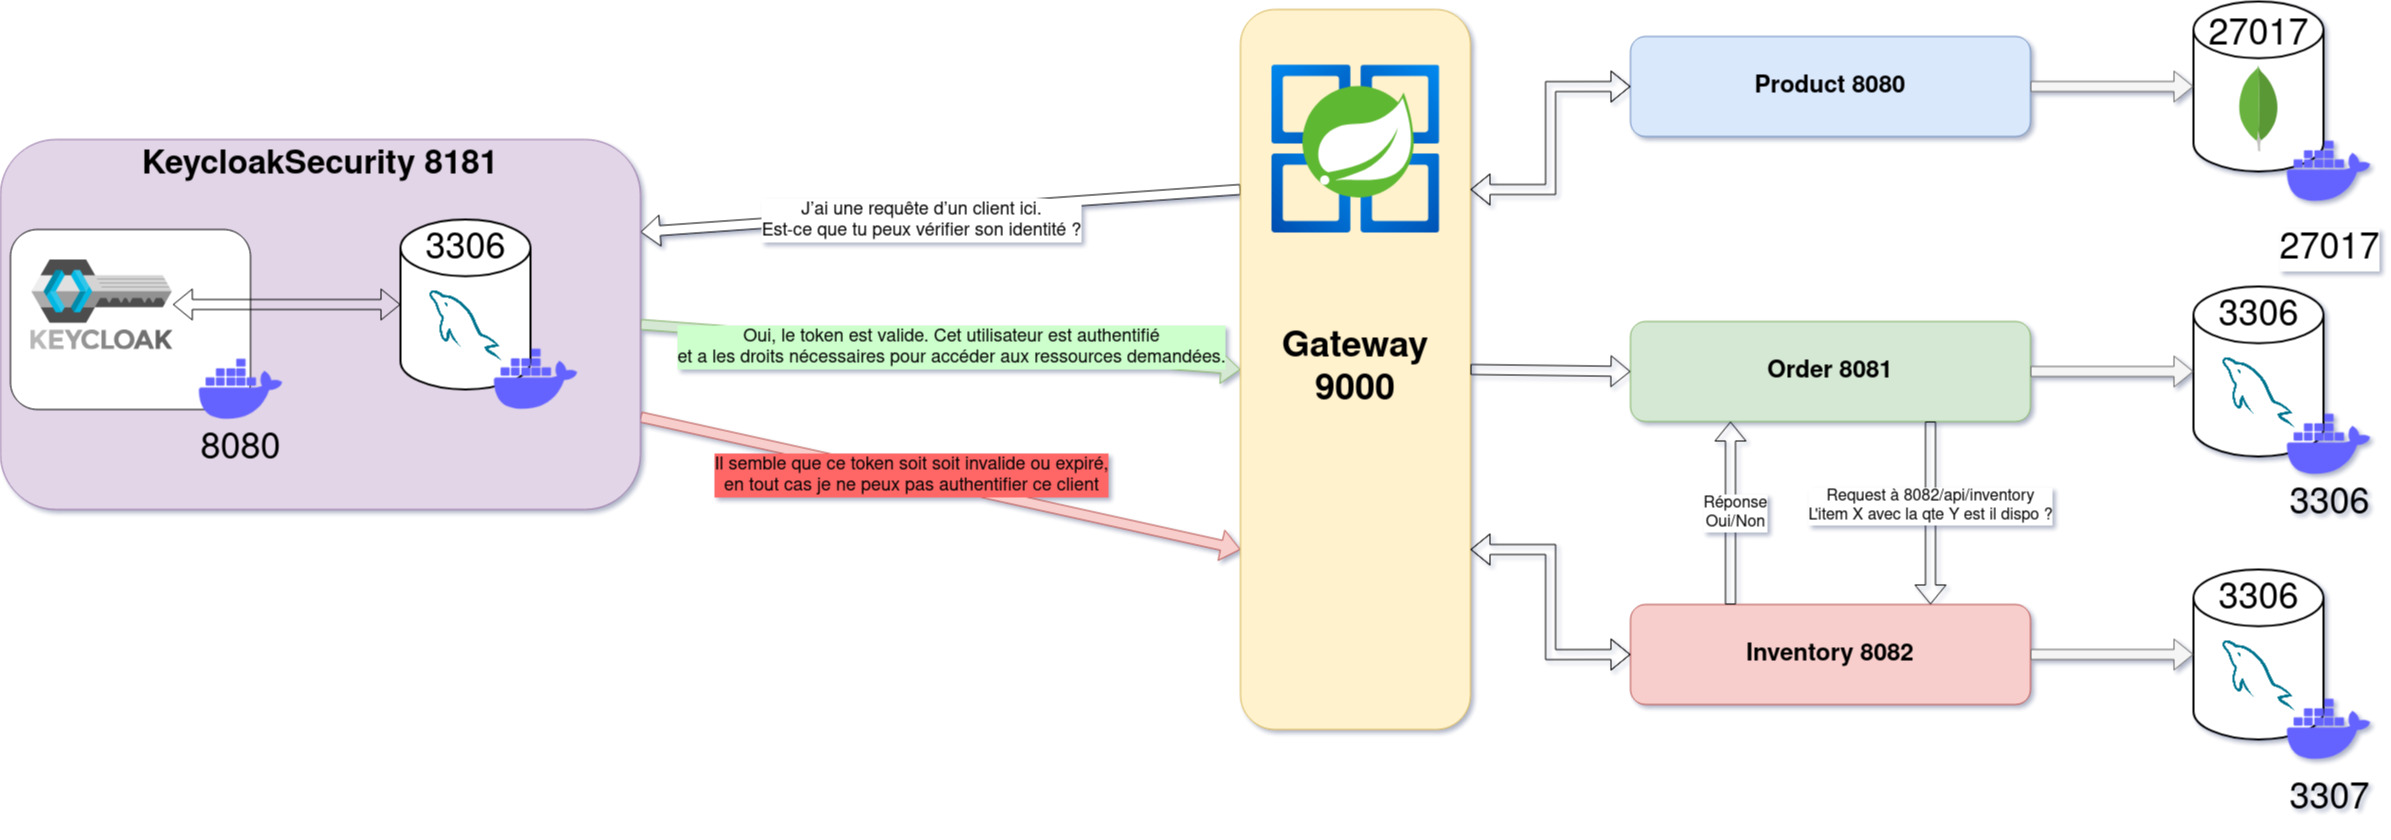 KeycloakSecurity 8181
KEYCLOAK
8080
3306
J'ai une requête d'un client ici.
Est-ce que tu peux vérifier son identité ?
Oui, le token est valide. Cet utilisateur est authentifié
et a les droits nécessaires pour accéder aux ressources demandées.
Il semble que ce token soit soit invalide ou expiré,
en tout cas je ne peux pas authentifier ce client
Gateway
9000
Product 8080
27017
27017
Order 8081
3306
3306
Réponse
Oui/Non
Request à 8082/api/inventory
L'item X avec la qte Y est il dispo ?
Inventory 8082
3306
3307